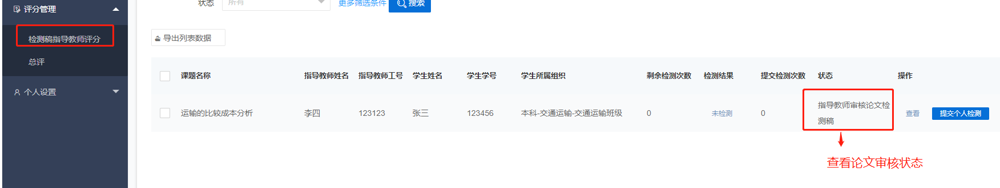 评分管理
检测稿指导教师评分
总评
个人设置
状态 所有 更多筛选条件 搜索
导出列表数据
课题名称 指导教师姓名 指导教师工号 学生姓名 学生学号 学生所属组织 剩余检测次数 检测结果 提交检测次数 状态 操作
运输的比较成本分析 李四 123123 张三 123456 本科-交通运输-交通运输班级 0 未检测 0 指导教师审核论文检 查看 提交个人检测
测稿
查看论文审核状态